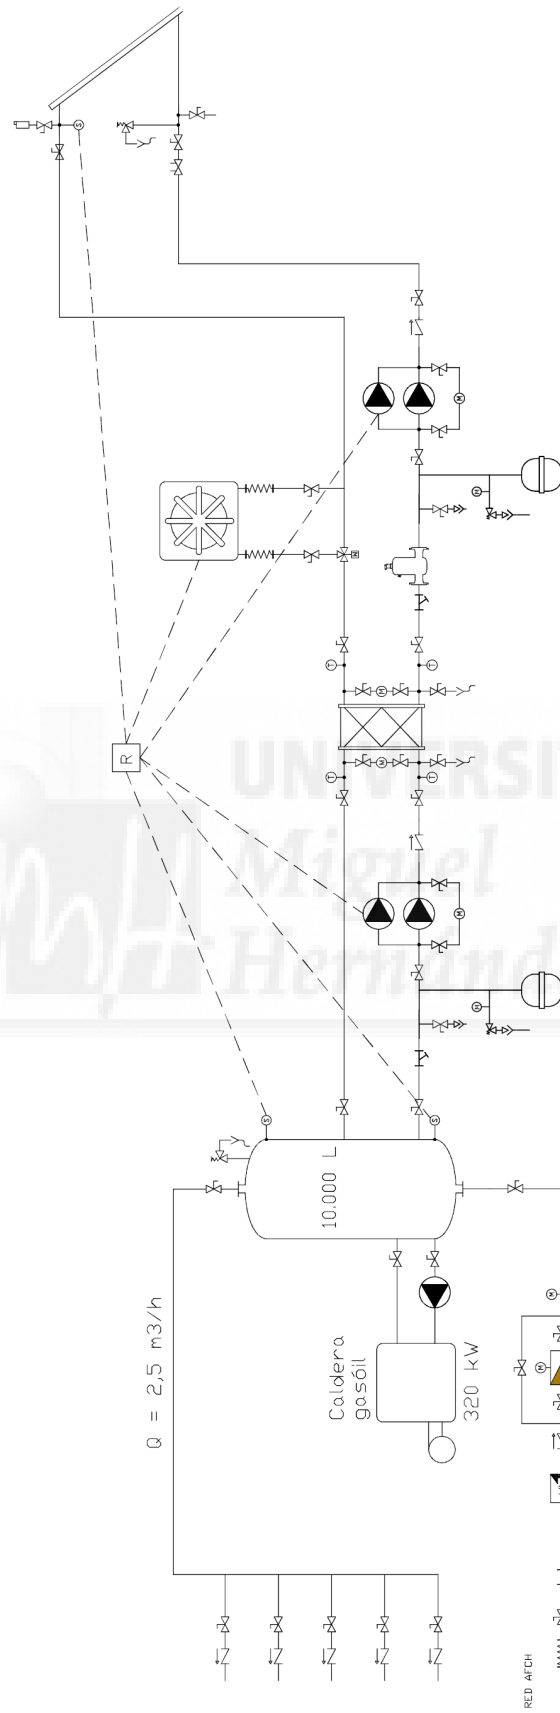 S
M
M
T
T
M
R
UNIVERSI
Miguel
Hernánd
M
T
T
M
M
S
S
10.000 L
Q = 2,5 m3/h
Caldera
gasóil
320 kW
M
M
RED AFCH